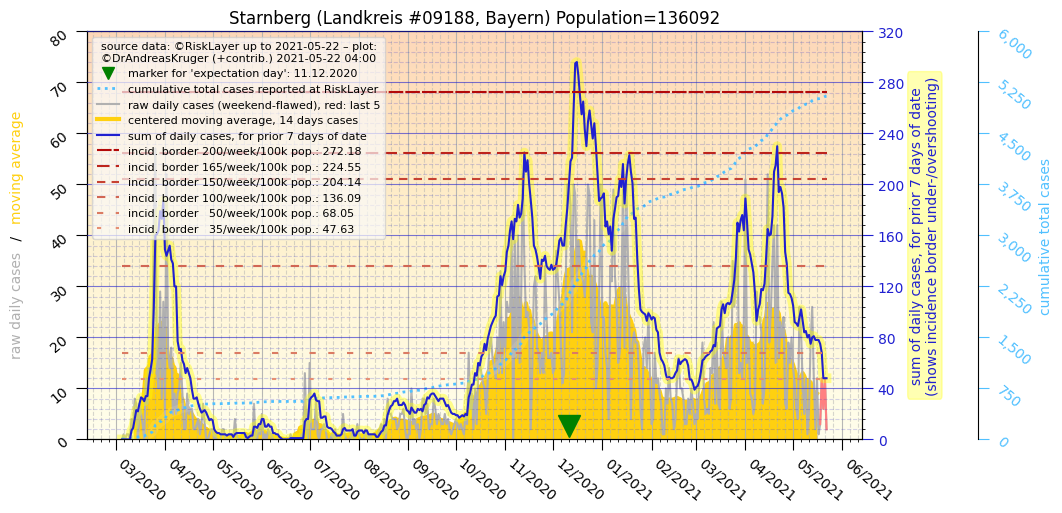 Starnberg (Landkreis #09188, Bayern) Population=136092
source data: ©RiskLayer up to 2021-05-22 – plot:
©DrAndreasKruger (+contrib.) 2021-05-22 04:00
marker for 'expectation day': 11.12.2020
cumulative total cases reported at RiskLayer
raw daily cases (weekend-flawed), red: last 5
centered moving average, 14 days cases
sum of daily cases, for prior 7 days of date
incid. border 200/week/100k pop.: 272.18
incid. border 165/week/100k pop.: 224.55
incid. border 150/week/100k pop.: 204.14
incid. border 100/week/100k pop.: 136.09
incid. border   50/week/100k pop.: 68.05
incid. border   35/week/100k pop.: 47.63
raw daily cases / moving average
80
70
60
50
40
30
20
10
0
03/2020
04/2020
05/2020
06/2020
07/2020
08/2020
09/2020
10/2020
11/2020
12/2020
01/2021
02/2021
03/2021
04/2021
05/2021
06/2021
320
280
240
200
160
120
80
40
0
sum of daily cases, for prior 7 days of date
(shows incidence border under-/overshooting)
6,000
5,250
4,500
3,750
3,000
2,250
1,500
750
0
cumulative total cases